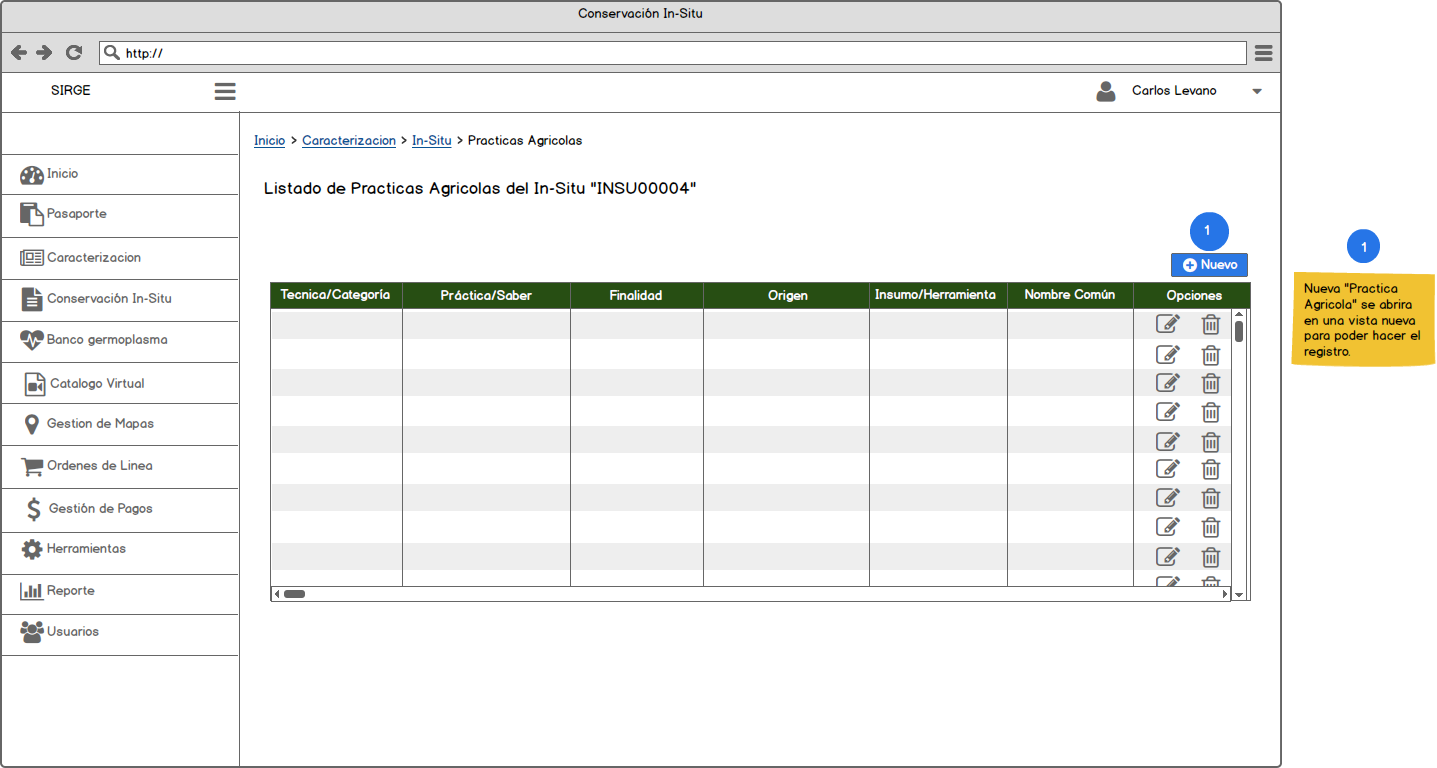 Conservación In-Situ
http://
SIRGE
Carlos Levano
Inicio > Caracterizacion > In-Situ > Practicas Agricolas
Listado de Practicas Agricolas del In-Situ "INSU00004"
Inicio
Pasaporte
Caracterizacion
Conservación In-Situ
Banco germoplasma
Catalogo Virtual
Gestion de Mapas
Ordenes de Linea
Gestión de Pagos
Herramientas
Reporte
Usuarios
1
Nuevo
Tecnica/Categoría Práctica/Saber Finalidad Origen Insumo/Herramienta Nombre Común Opciones
1
Nueva "Practica
Agricola" se abrira
en una vista nueva
para poder hacer el
registro.